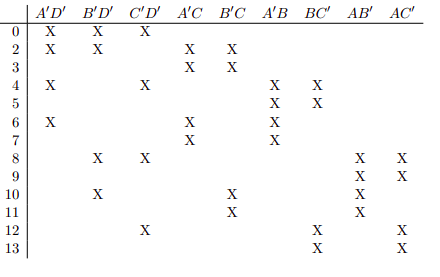 A′D′ B′D′ C′D′ A′C B′C A′B BC′ AB′ AC′
0 X X X
2 X X X X
3 X X
4 X X X X
5 X X
6 X X X
7 X X
8 X X X X
9 X X
10 X X X
11 X X
12 X X X
13 X X